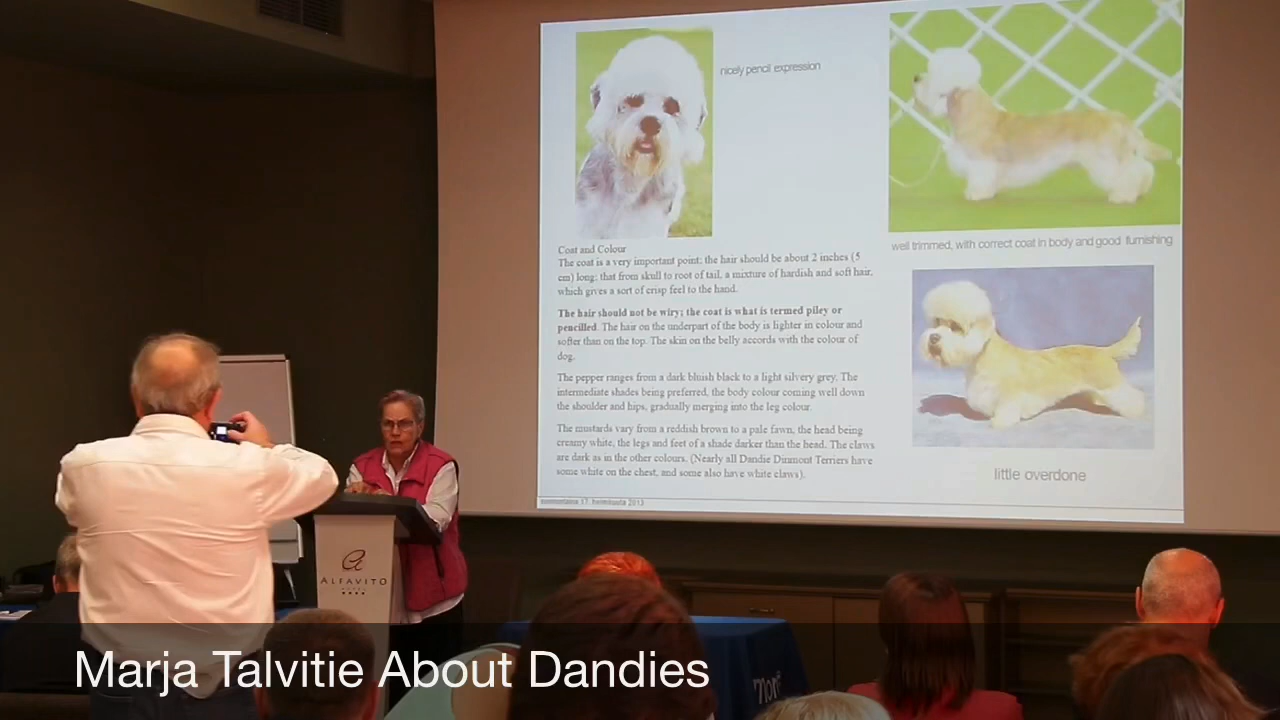 nicely pencil expression
well trimmed, with correct coat in body and good furnishing
Coat and Colour
The coat is a very important point; the hair should be about 2 inches (5
cm) long; that from skull to root of tail, a mixture of hardish and soft hair,
which gives a sort of crisp feel to the hand.
The hair should not be wiry; the coat is what is termed piley or
pencilled. The hair on the underpart of the body is lighter in colour and
softer than on the top. The skin on the belly accords with the colour of
dog.
The pepper ranges from a dark bluish black to a light silvery grey. The
intermediate shades being preferred, the body colour coming well down
the shoulder and hips, gradually merging into the leg colour.
The mustards vary from a reddish brown to a pale fawn, the head being
creamy white, the legs and feet of a shade darker than the head. The claws
are dark as in the other colours. (Nearly all Dandie Dinmont Terriers have
some white on the chest, and some also have white claws).
little overdone
17. heinäkuuta 2013
ALFAVITO
HOTEL
Marja Talvitie About Dandies